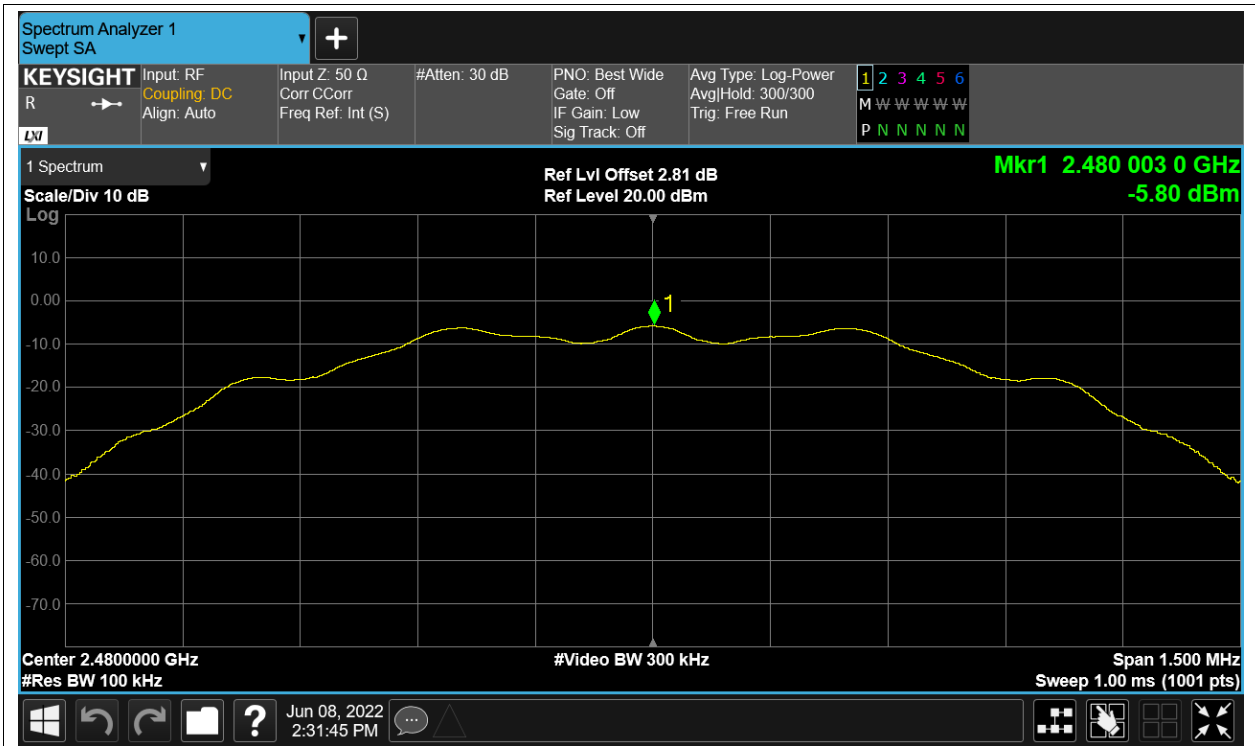 Spectrum Analyzer 1
Swept SA
KEYSIGHT
R
LXI
Input: RF
Coupling: DC
Align: Auto
Input Z: 50 Ω
Corr CCorr
Freq Ref: Int (S)
#Atten: 30 dB
PNO: Best Wide
Gate: Off
IF Gain: Low
Sig Track: Off
Avg Type: Log-Power
Avg|Hold: 300/300
Trig: Free Run
1 2 3 4 5 6
M W W W W W W
P N N N N N N
1 Spectrum
Scale/Div 10 dB
Log
Ref Lvl Offset 2.81 dB
Ref Level 20.00 dBm
Mkr1 2.480 003 0 GHz
-5.80 dBm
10.0
0.00
1
-10.0
-20.0
-30.0
-40.0
-50.0
-60.0
-70.0
Center 2.4800000 GHz
#Res BW 100 kHz
#Video BW 300 kHz
Span 1.500 MHz
Sweep 1.00 ms (1001 pts)
?
Jun 08, 2022
2:31:45 PM